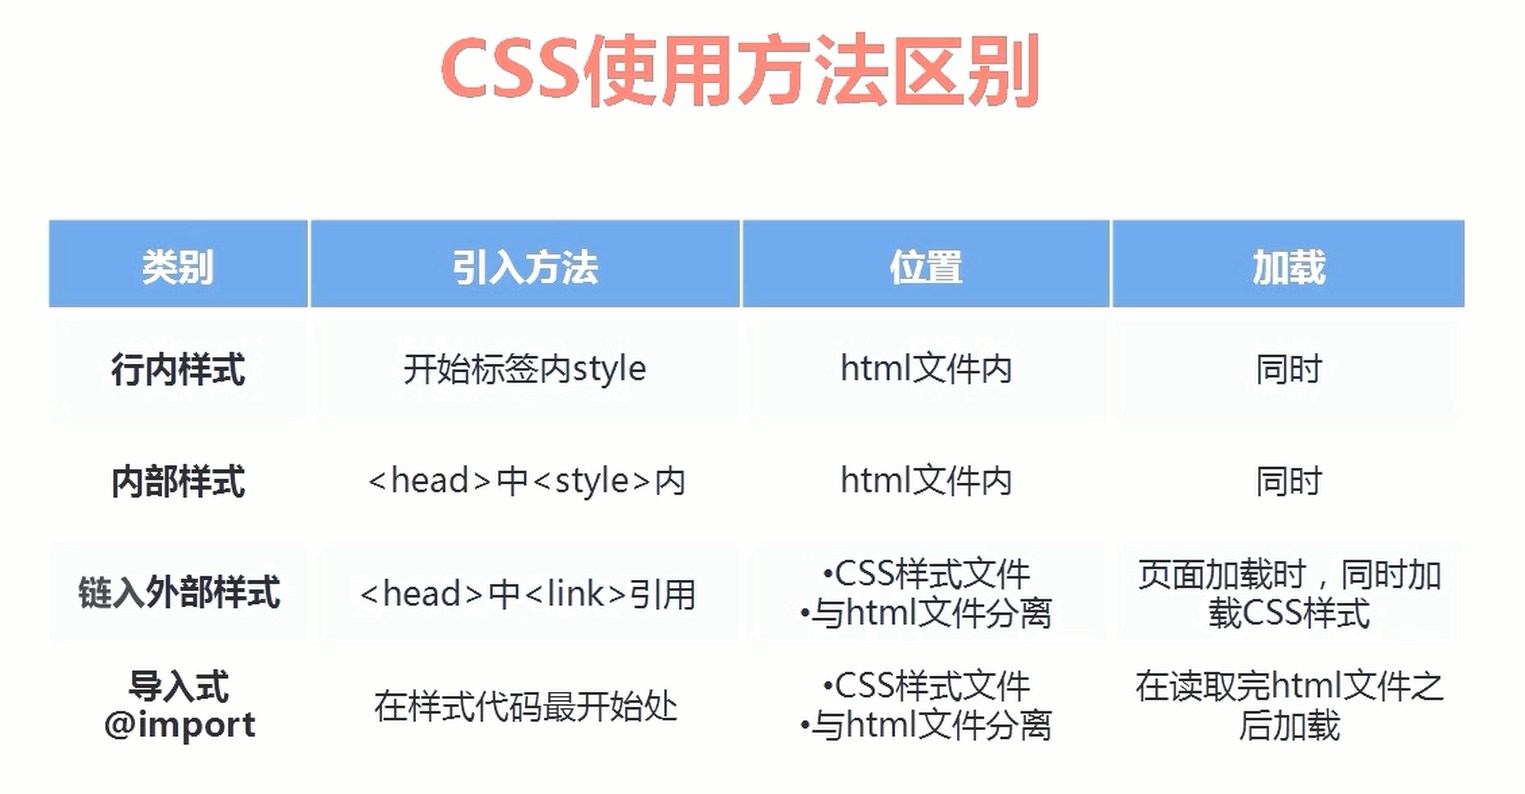 CSS使用方法区别
类别 引入方法 位置 加载
行内样式 开始标签内style html文件内 同时
内部样式 <head>中<style>内 html文件内 同时
链入外部样式 <head>中<link>引用
•CSS样式文件
•与html文件分离
页面加载时，同时加
载CSS样式
导入式
@import
在样式代码最开始处
•CSS样式文件
•与html文件分离
在读取完html文件之
后加载